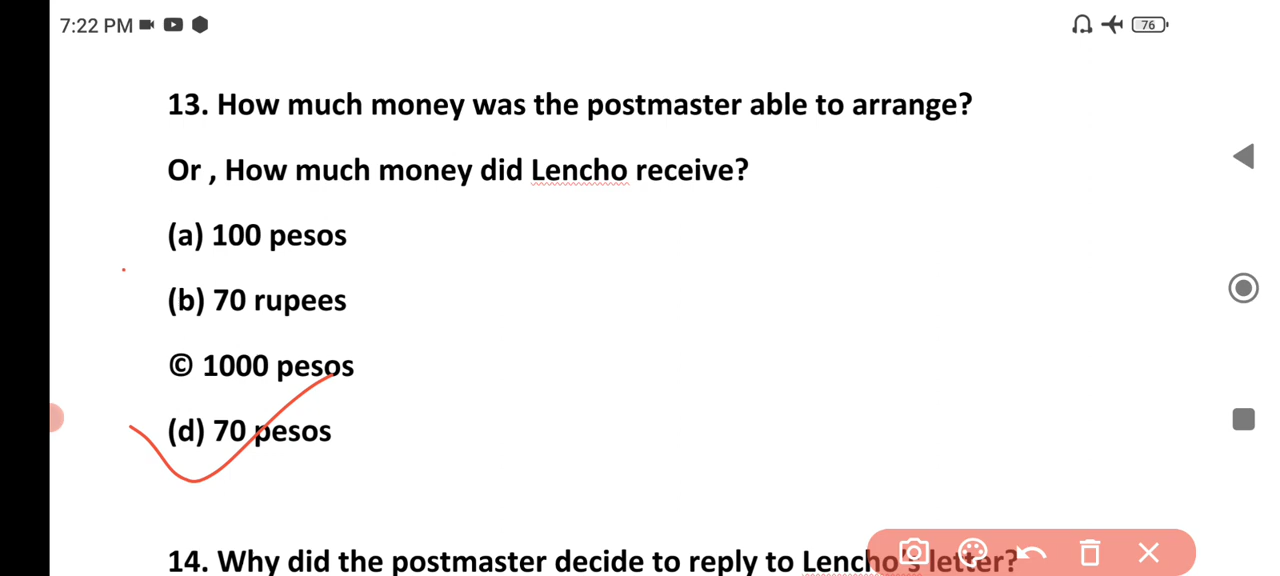 7:22 PM
76
13. How much money was the postmaster able to arrange?
Or , How much money did Lencho receive?
(a) 100 pesos
(b) 70 rupees
© 1000 pesos
(d) 70 pesos
14. Why did the postmaster decide to reply to Lencho's letter?